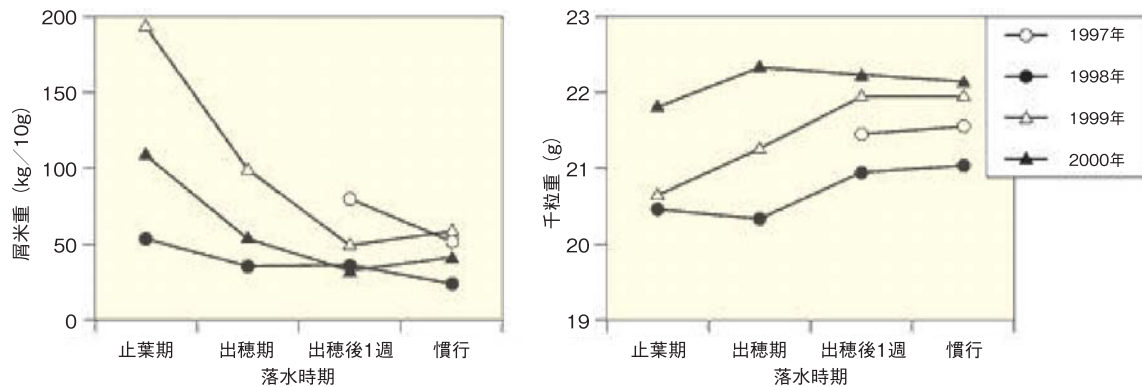 200
150
100
50
0
屑米重（kg／10g）
止葉期
出穂期
出穂後1週
慣行
落水時期
23
22
21
20
19
千粒重（g）
止葉期
出穂期
出穂後1週
慣行
落水時期
1997年
1998年
1999年
2000年